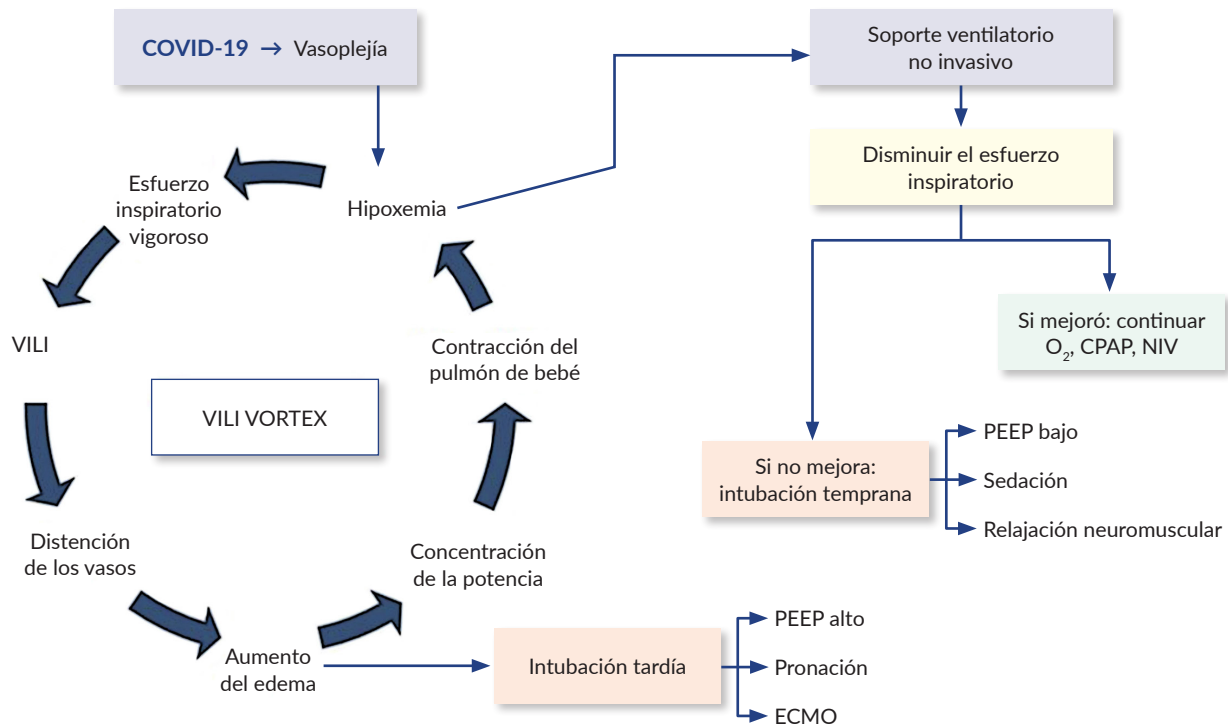 COVID-19 → Vasoplejía
Soporte ventilatorio
no invasivo
Disminuir el esfuerzo
inspiratorio
Esfuerzo
inspiratorio
vigoroso
Hipoxemia
Si mejoró: continuar
O₂, CPAP, NIV
VILI
Contracción del
pulmón de bebé
VILI VORTEX
Si no mejora:
intubación temprana
PEEP bajo
Sedación
Relajación neuromuscular
Distención
de los vasos
Concentración
de la potencia
Aumento
del edema
Intubación tardía
PEEP alto
Pronación
ECMO